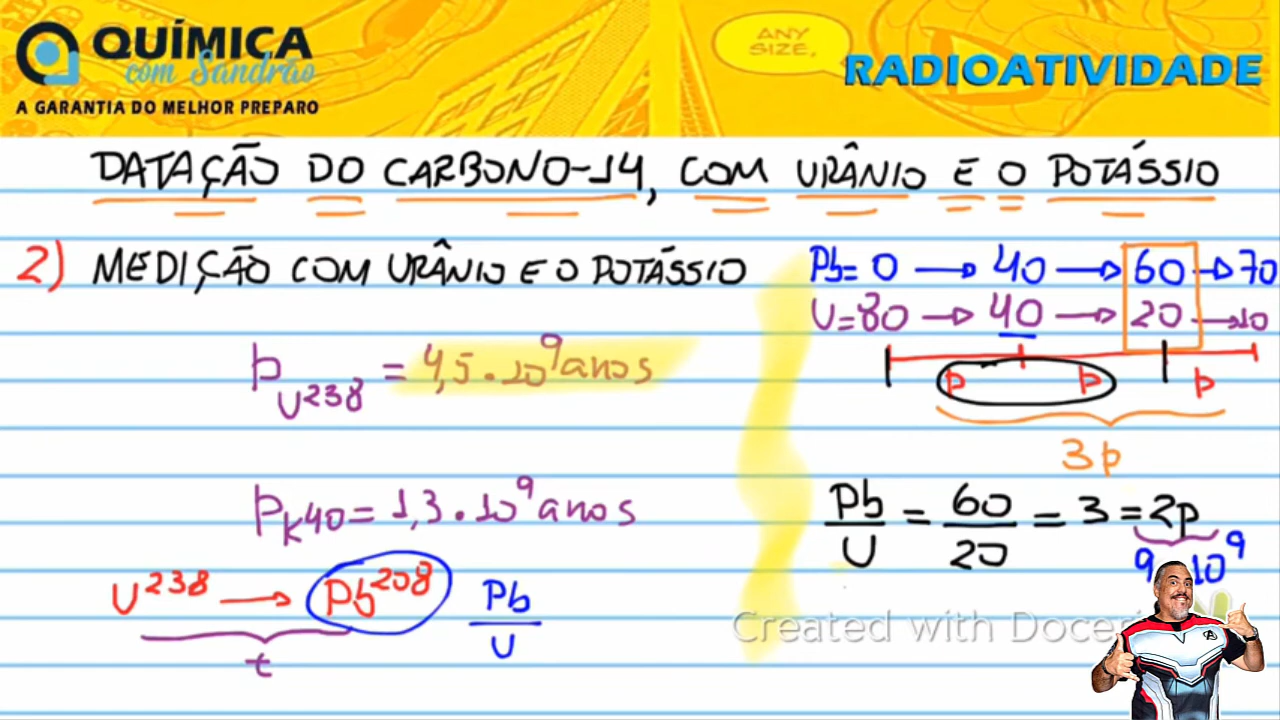 QUÍMICA
com Sandrão
A GARANTIA DO MELHOR PREPARO
ANY
SIZE,
RADIOATIVIDADE
DATAÇÃO DO CARBONO-14, COM URÂNIO E O POTÁSSIO
2) MEDIÇÃO COM URÂNIO E O POTÁSSIO
P U²³⁸ = 4,5 . 10⁹ anos
P K40 = 1,3 . 10⁹ anos
U²³⁸ → Pb²⁰⁸ Pb/U
t
Pb = 0 → 40 → 60 → 70
U = 80 → 40 → 20 → 10
P P P
3p
Pb/U = 60/20 = 3 = 2p
9 10⁹
Created with Doceri